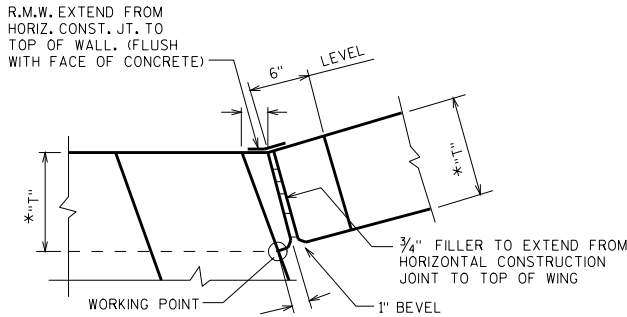 R.M.W. EXTEND FROM
HORIZ. CONST. JT. TO
TOP OF WALL. (FLUSH
WITH FACE OF CONCRETE)
6"
LEVEL
*"T"
*"T"
3/4" FILLER TO EXTEND FROM
HORIZONTAL CONSTRUCTION
JOINT TO TOP OF WING
WORKING POINT
1" BEVEL